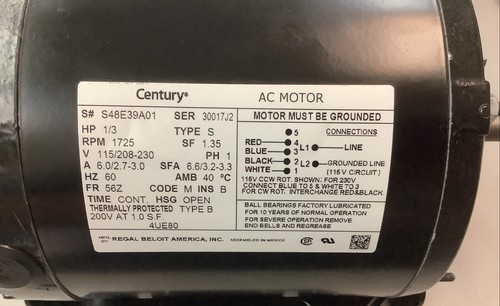 Century® AC MOTOR
S# S48E39A01 SER 30017J2
HP 1/3 TYPE S
RPM 1725 SF 1.35
V 115/208-230 PH 1
A 6.0/2.7-3.0 SFA 6.6/3.2-3.3
HZ 60 AMB 40 °C
FR 56Z CODE M INS B
TIME CONT. HSG OPEN
THERMALLY PROTECTED TYPE B
200V AT 1.0 S.F.
4UE80
MOTOR MUST BE GROUNDED
5 CONNECTIONS
RED 4 L1 LINE
BLUE 3
BLACK 2 L2 GROUNDED LINE
WHITE 1 (115 V CIRCUIT)
115V CCW ROT. SHOWN: FOR 230V
CONNECT BLUE TO 5 & WHITE TO 3
FOR CW ROT. INTERCHANGE RED&BLACK
BALL BEARINGS FACTORY LUBRICATED
FOR 10 YEARS OF NORMAL OPERATION
FOR SEVERE OPERATION REMOVE
END BELLS AND REGREASE
MFG. BY REGAL BELOIT AMERICA, INC. ASSEMBLED IN MEXICO